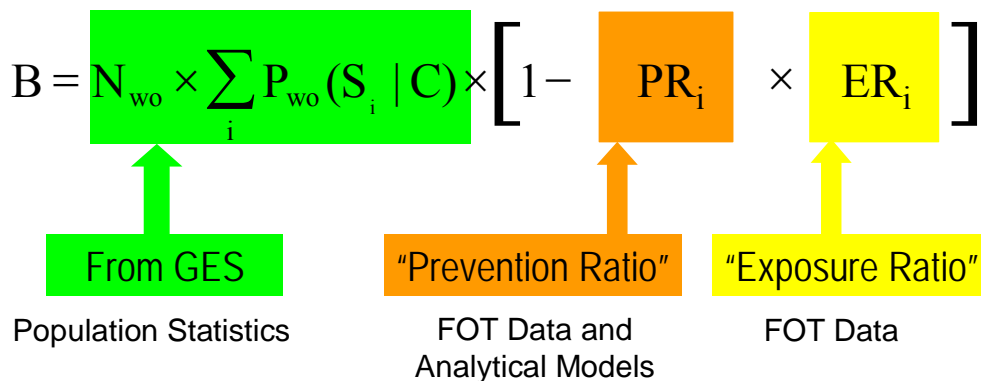 B = N_wo × ∑_i P_wo (S_i | C) × [1 − PR_i × ER_i]
From GES
"Prevention Ratio"
"Exposure Ratio"
Population Statistics
FOT Data and
Analytical Models
FOT Data